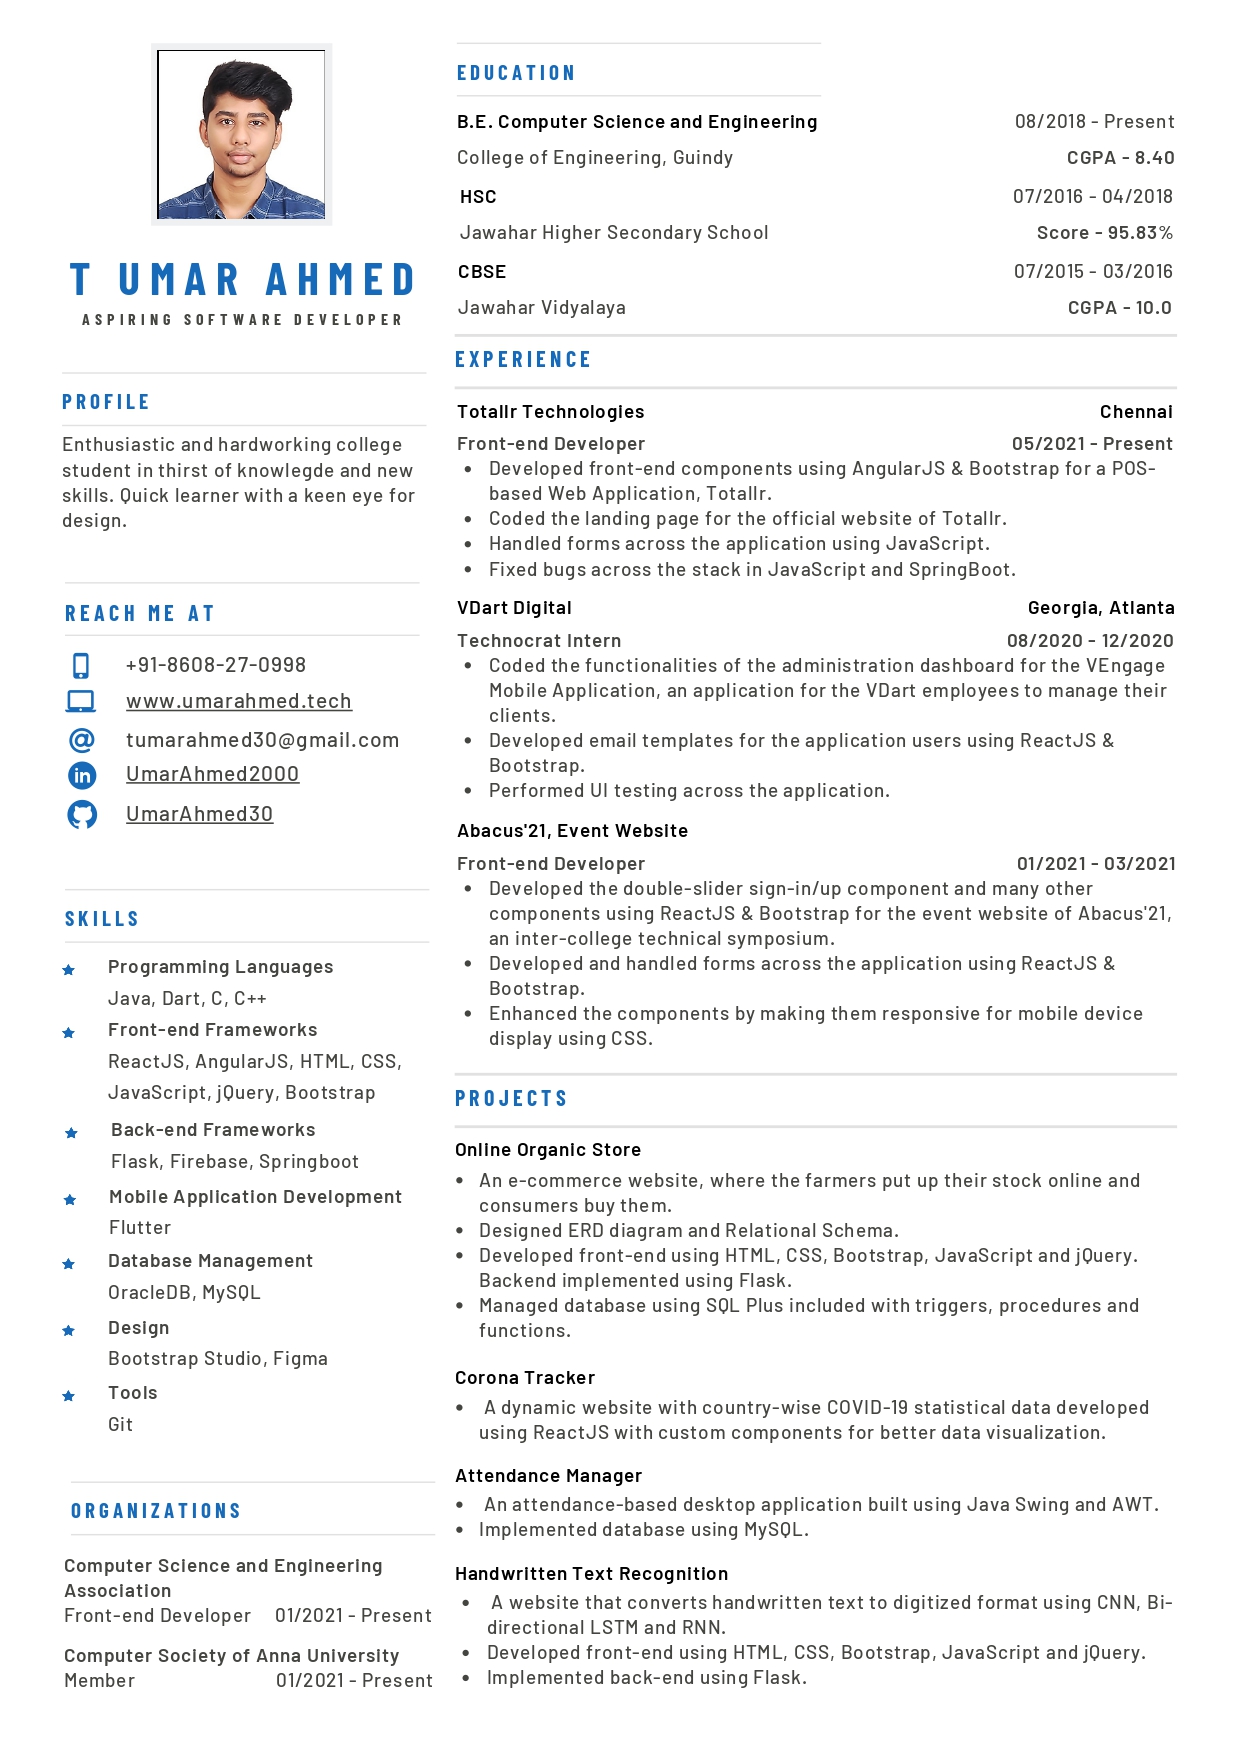 T UMAR AHMED
ASPIRING SOFTWARE DEVELOPER
PROFILE
Enthusiastic and hardworking college
student in thirst of knowlegde and new
skills. Quick learner with a keen eye for
design.
REACH ME AT
+91-8608-27-0998
www.umarahmed.tech
tumarahmed30@gmail.com
UmarAhmed2000
UmarAhmed30
SKILLS
Programming Languages
Java, Dart, C, C++
Front-end Frameworks
ReactJS, AngularJS, HTML, CSS,
JavaScript, jQuery, Bootstrap
Back-end Frameworks
Flask, Firebase, Springboot
Mobile Application Development
Flutter
Database Management
OracleDB, MySQL
Design
Bootstrap Studio, Figma
Tools
Git
ORGANIZATIONS
Computer Science and Engineering
Association
Front-end Developer 01/2021 - Present
Computer Society of Anna University
Member 01/2021 - Present
EDUCATION
B.E. Computer Science and Engineering 08/2018 - Present
College of Engineering, Guindy CGPA - 8.40
HSC 07/2016 - 04/2018
Jawahar Higher Secondary School Score - 95.83%
CBSE 07/2015 - 03/2016
Jawahar Vidyalaya CGPA - 10.0
EXPERIENCE
Totallr Technologies Chennai
Front-end Developer 05/2021 - Present
• Developed front-end components using AngularJS & Bootstrap for a POS-
based Web Application, Totallr.
• Coded the landing page for the official website of Totallr.
• Handled forms across the application using JavaScript.
• Fixed bugs across the stack in JavaScript and SpringBoot.
VDart Digital Georgia, Atlanta
Technocrat Intern 08/2020 - 12/2020
• Coded the functionalities of the administration dashboard for the VEngage
Mobile Application, an application for the VDart employees to manage their
clients.
• Developed email templates for the application users using ReactJS &
Bootstrap.
• Performed UI testing across the application.
Abacus'21, Event Website
Front-end Developer 01/2021 - 03/2021
• Developed the double-slider sign-in/up component and many other
components using ReactJS & Bootstrap for the event website of Abacus'21,
an inter-college technical symposium.
• Developed and handled forms across the application using ReactJS &
Bootstrap.
• Enhanced the components by making them responsive for mobile device
display using CSS.
PROJECTS
Online Organic Store
• An e-commerce website, where the farmers put up their stock online and
consumers buy them.
• Designed ERD diagram and Relational Schema.
• Developed front-end using HTML, CSS, Bootstrap, JavaScript and jQuery.
Backend implemented using Flask.
• Managed database using SQL Plus included with triggers, procedures and
functions.
Corona Tracker
• A dynamic website with country-wise COVID-19 statistical data developed
using ReactJS with custom components for better data visualization.
Attendance Manager
• An attendance-based desktop application built using Java Swing and AWT.
• Implemented database using MySQL.
Handwritten Text Recognition
• A website that converts handwritten text to digitized format using CNN, Bi-
directional LSTM and RNN.
• Developed front-end using HTML, CSS, Bootstrap, JavaScript and jQuery.
• Implemented back-end using Flask.